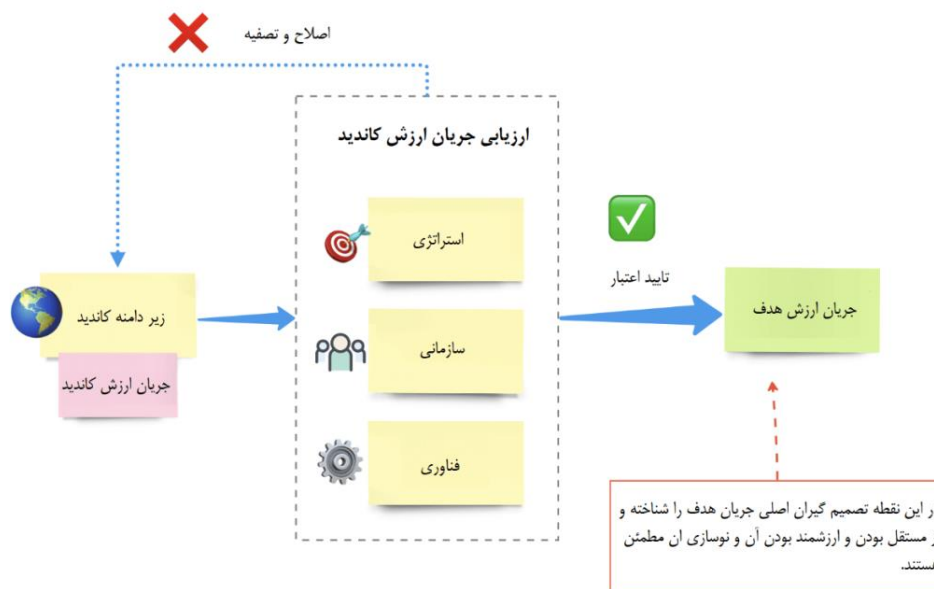 اصلاح و تصفیه
ارزیابی جریان ارزش کاندید
استراتژی
تایید اعتبار
زیر دامنه کاندید
جریان ارزش هدف
سازمانی
جریان ارزش کاندید
فناوری
این نقطه تصمیم گیران اصلی جریان هدف را شناخته و
مستقل بودن و ارزشمند بودن آن و نوسازی ان مطمئن
هستند.